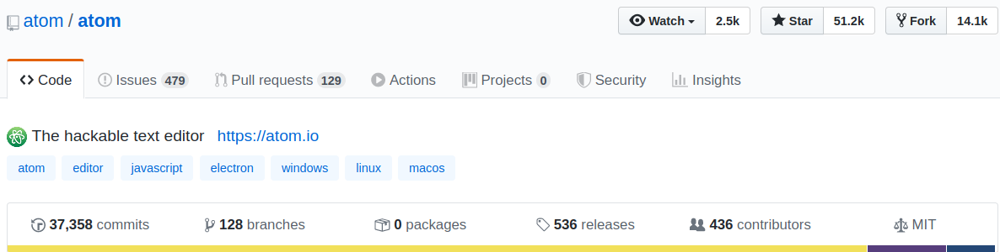 atom / atom Watch 2.5k Star 51.2k Fork 14.1k
Code Issues 479 Pull requests 129 Actions Projects 0 Security Insights
The hackable text editor https://atom.io
atom editor javascript electron windows linux macos
37,358 commits 128 branches 0 packages 536 releases 436 contributors MIT